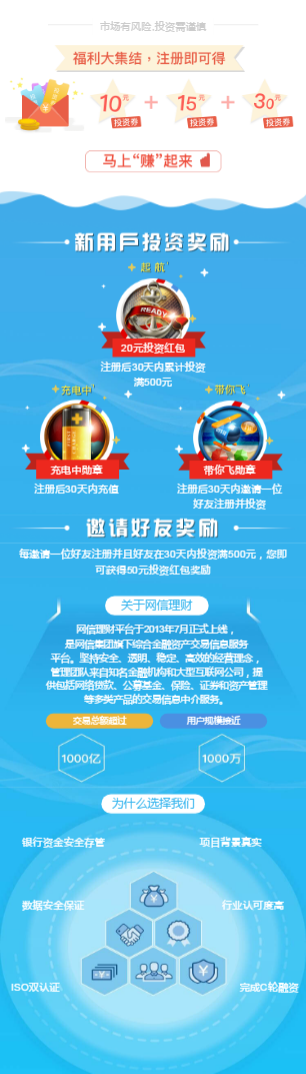 市场有风险,投资需谨慎
福利大集结，注册即可得
10元 + 15元 + 30元
投资券 投资券 投资券
马上“赚”起来
新用户投资奖励
起航
READY
20元投资红包
注册后30天内累计投资
满500元
充电中
带你飞
充电中勋章
带你飞勋章
注册后30天内充值
注册后30天内邀请一位
好友注册并投资
邀请好友奖励
每邀请一位好友注册并且好友在30天内投资满500元，您即
可获得50元投资红包奖励
关于网信理财
网信理财平台于2013年7月正式上线，
是网信集团旗下综合金融资产交易信息服务
平台。坚持安全、透明、稳定、高效的经营理念，
管理团队来自知名金融机构和大型互联网公司，提
供包括网络贷款、公募基金、保险、证券和资产管理
等多类产品的交易信息中介服务。
交易总额超过
用户规模接近
1000亿
1000万
为什么选择我们
银行资金安全存管
项目背景真实
数据安全保证
行业认可度高
ISO双认证
完成C轮融资